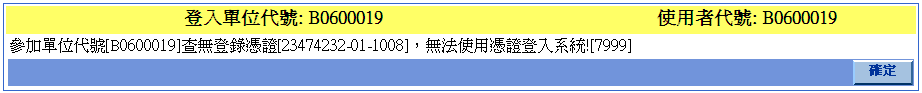 登入單位代號: B0600019 使用者代號: B0600019
參加單位代號[B0600019]查無登錄憑證[23474232-01-1008]，無法使用憑證登入系統![7999]
確定